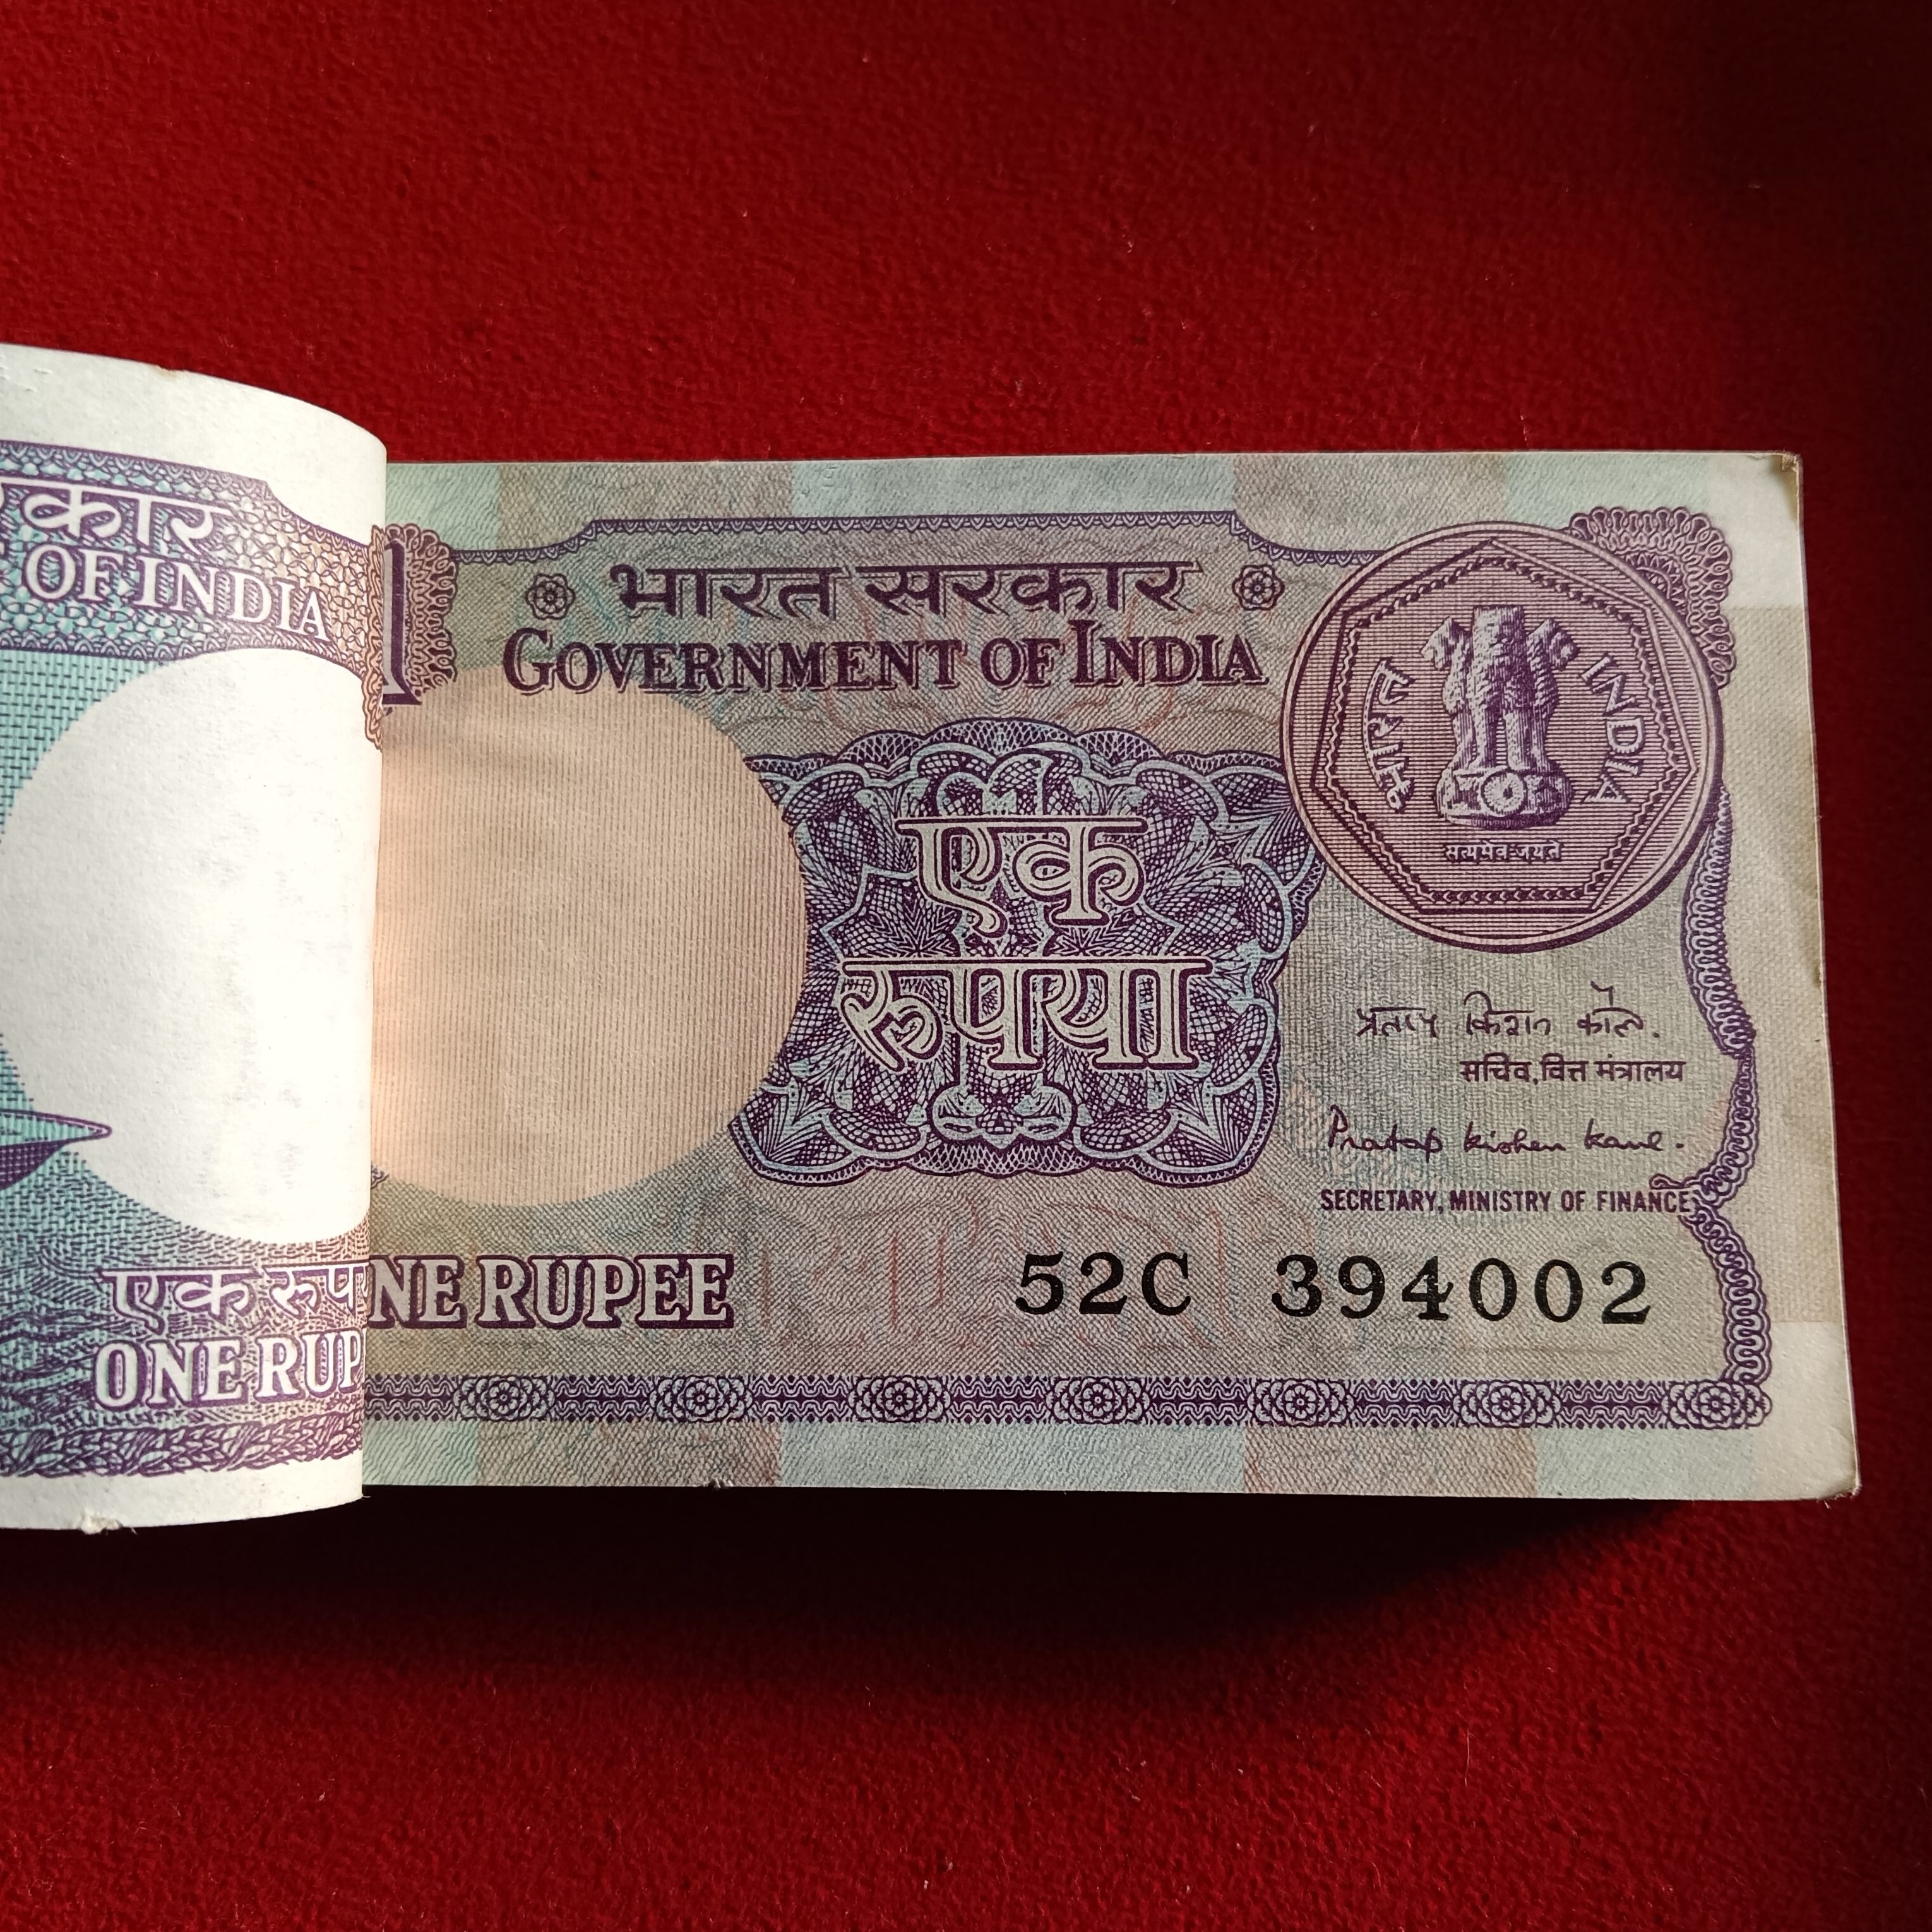 कार
OF INDIA
एक रुप
ONE RUP
1
भारत सरकार
GOVERNMENT OF INDIA
भारत
INDIA
सत्यमेव जयते
एक
रुपया
प्रताप किशन कौल.
सचिव, वित्त मंत्रालय
Pratap Kishen Kaul.
SECRETARY, MINISTRY OF FINANCE
NE RUPEE
52C 394002